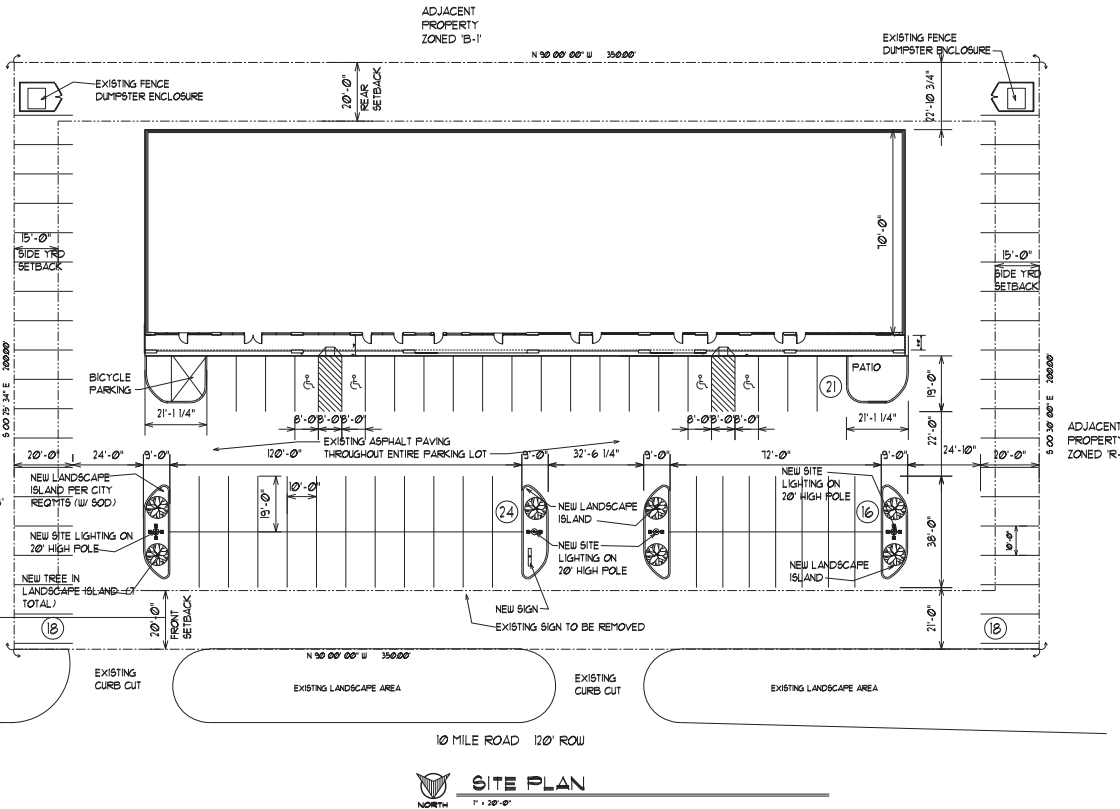 ADJACENT
PROPERTY
ZONED 'B-1'
N 90 00' 00" W 350.00'
EXISTING FENCE
DUMPSTER ENCLOSURE
EXISTING FENCE
DUMPSTER ENCLOSURE
20'-0"
REAR
SETBACK
22'-10 3/4"
70'-0"
15'-0"
SIDE YRD
SETBACK
15'-0"
SIDE YRD
SETBACK
S 00 25' 34" E 200.00'
S 00 30' 00" E 200.00'
BICYCLE
PARKING
PATIO
21
21'-1 1/4"
21'-1 1/4"
8'-0" 8'-0" 8'-0"
8'-0" 8'-0" 8'-0"
19'-0"
22'-0"
EXISTING ASPHALT PAVING
THROUGHOUT ENTIRE PARKING LOT
ADJACENT
PROPERTY
ZONED 'R-
20'-0" 24'-0" 9'-0" 120'-0" 9'-0" 32'-6 1/4" 9'-0" 72'-0" 9'-0" 24'-10" 20'-0"
NEW LANDSCAPE
ISLAND PER CITY
REQMTS (W/ SOD)
NEW SITE
LIGHTING ON
20' HIGH POLE
19'-0"
10'-0"
24
NEW LANDSCAPE
ISLAND
16
NEW SITE LIGHTING ON
20' HIGH POLE
NEW SITE
LIGHTING ON
20' HIGH POLE
38'-0"
10'-0"
NEW LANDSCAPE
ISLAND
NEW TREE IN
LANDSCAPE ISLAND (7
TOTAL)
NEW SIGN
EXISTING SIGN TO BE REMOVED
18
20'-0"
FRONT
SETBACK
21'-0"
18
N 90 00' 00" W 350.00'
EXISTING
CURB CUT
EXISTING LANDSCAPE AREA
EXISTING
CURB CUT
EXISTING LANDSCAPE AREA
10 MILE ROAD 120' ROW
SITE PLAN
NORTH
1" = 20'-0"